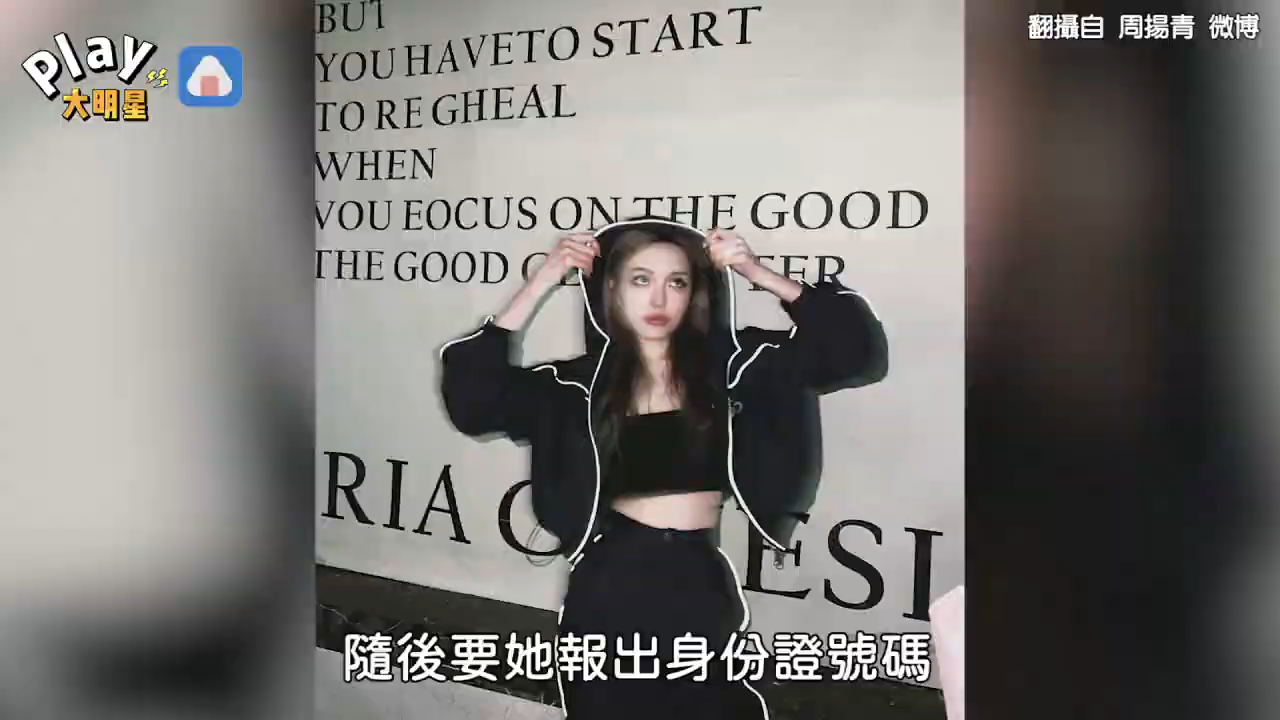 Play
大明星
翻攝自 周揚青 微博
BUT
YOU HAVETO START
TO RE GHEAL
WHEN
YOU EOCUS ON THE GOOD
THE GOOD
RIA
ESI
隨後要她報出身份證號碼